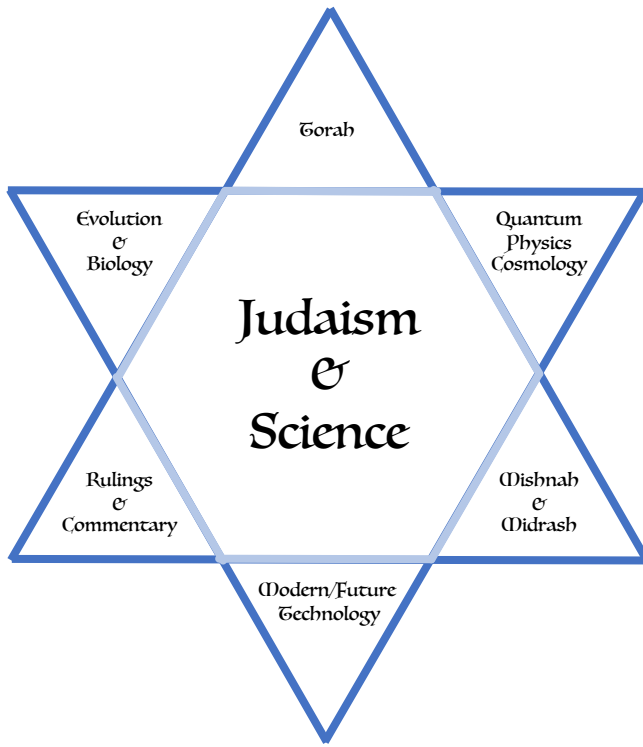 Torah
Evolution
&
Biology
Quantum
Physics
Cosmology
Judaism
&
Science
Rulings
&
Commentary
Mishnah
&
Midrash
Modern/Future
Technology